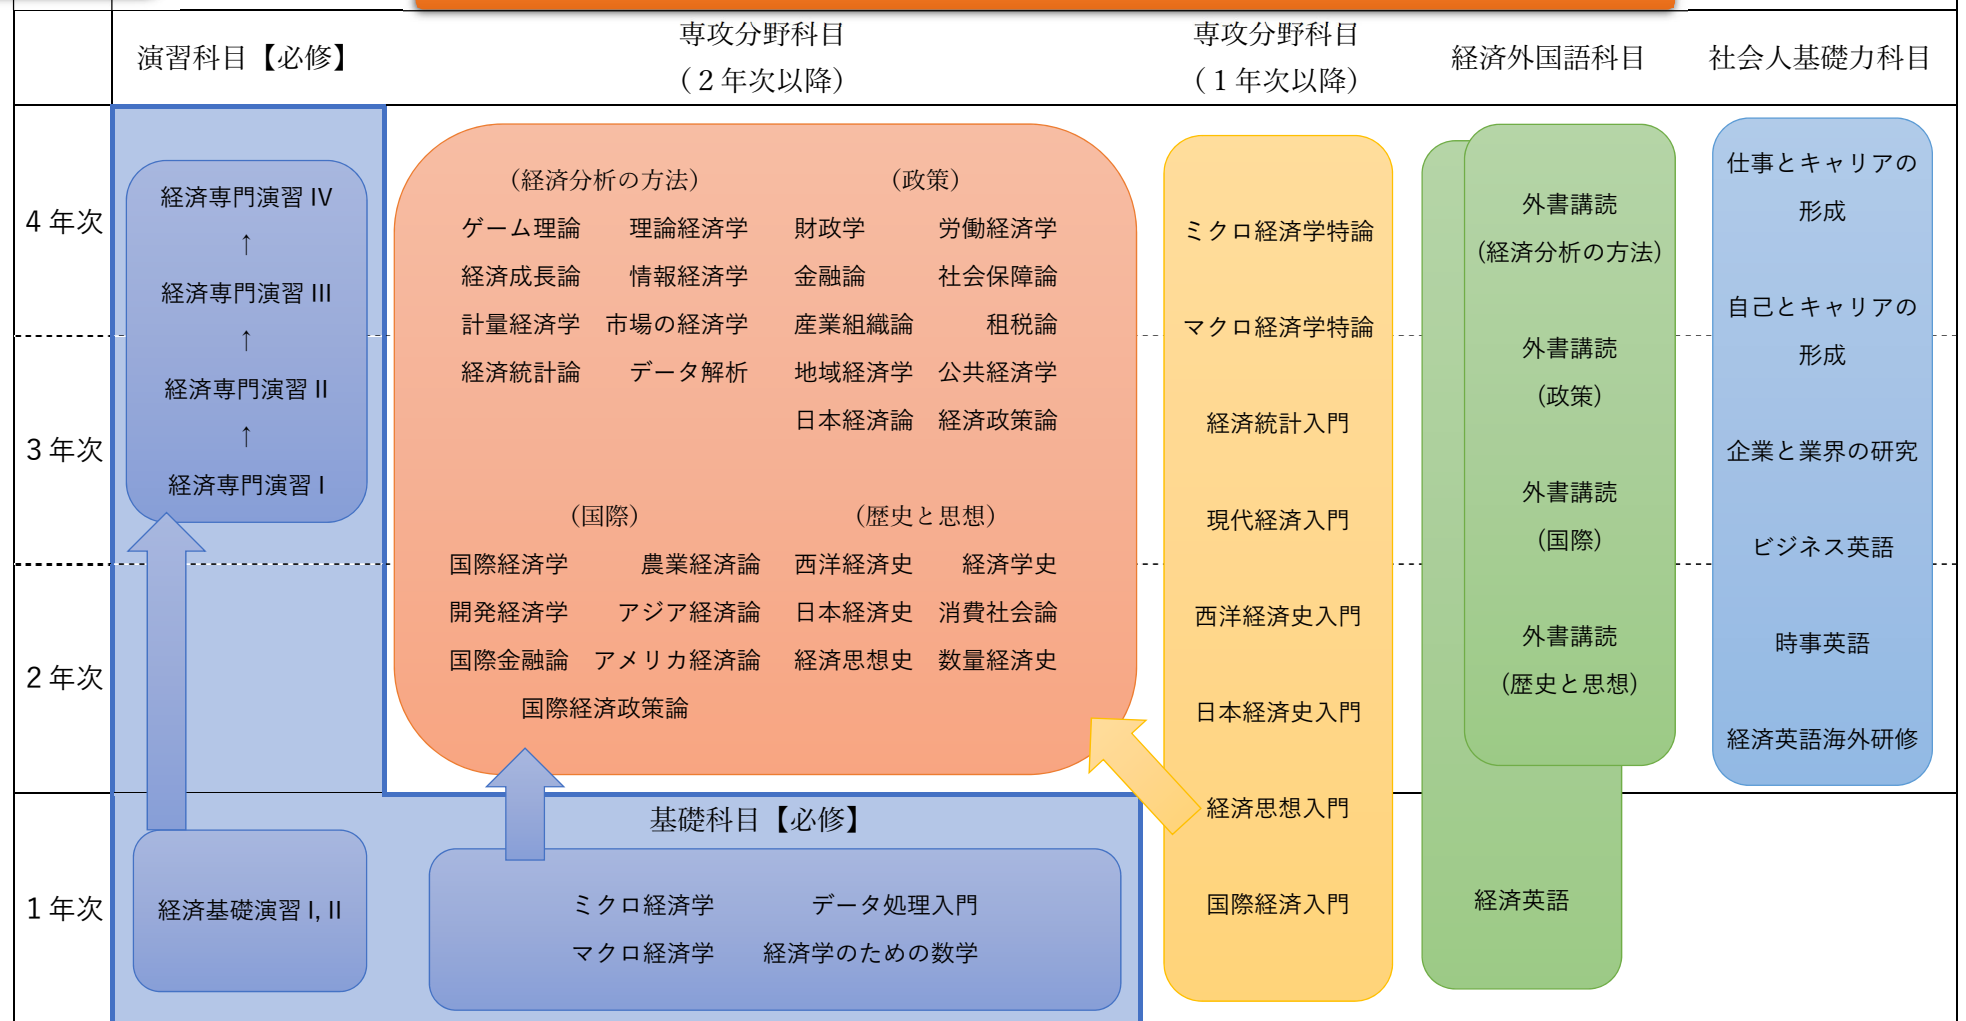 演習科目【必修】
専攻分野科目
（２年次以降）
専攻分野科目
（１年次以降）
経済外国語科目
社会人基礎力科目
4 年次
3 年次
2 年次
1 年次
経済専門演習 IV
↑
経済専門演習 III
↑
経済専門演習 II
↑
経済専門演習 I
経済基礎演習 I, II
（経済分析の方法）
ゲーム理論 理論経済学
経済成長論 情報経済学
計量経済学 市場の経済学
経済統計論 データ解析
（政策）
財政学 労働経済学
金融論 社会保障論
産業組織論 租税論
地域経済学 公共経済学
日本経済論 経済政策論
（国際）
国際経済学 農業経済論
開発経済学 アジア経済論
国際金融論 アメリカ経済論
国際経済政策論
（歴史と思想）
西洋経済史 経済学史
日本経済史 消費社会論
経済思想史 数量経済史
基礎科目【必修】
ミクロ経済学 データ処理入門
マクロ経済学 経済学のための数学
ミクロ経済学特論
マクロ経済学特論
経済統計入門
現代経済入門
西洋経済史入門
日本経済史入門
経済思想入門
国際経済入門
外書講読
(経済分析の方法)
外書講読
(政策)
外書講読
(国際)
外書講読
(歴史と思想)
経済英語
仕事とキャリアの
形成
自己とキャリアの
形成
企業と業界の研究
ビジネス英語
時事英語
経済英語海外研修